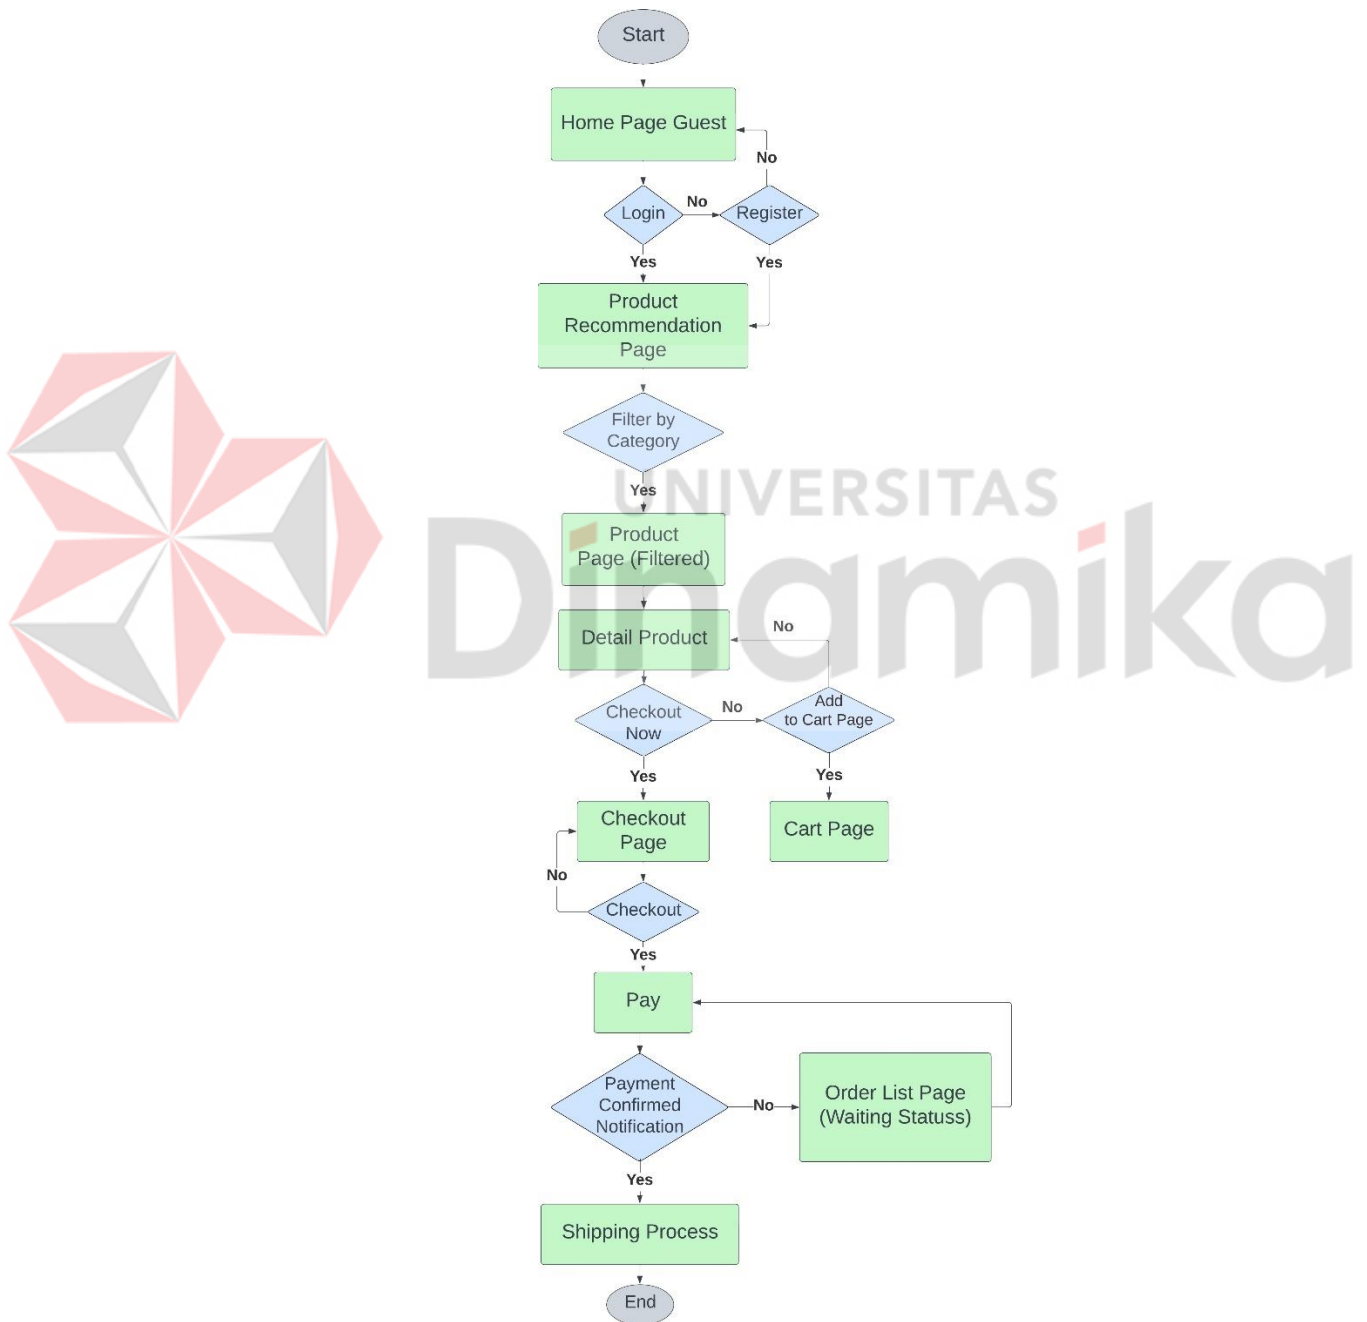 Start
Home Page Guest
No
Login
No
Register
Yes
Yes
Product
Recommendation
Page
Filter by
Category
Yes
UNIVERSITAS
Dinamika
Product
Page (Filtered)
Detail Product
No
Checkout
Now
No
Add
to Cart Page
Yes
Yes
Checkout
Page
Cart Page
No
Checkout
Yes
Pay
Payment
Confirmed
Notification
No
Order List Page
(Waiting Statuss)
Yes
Shipping Process
End